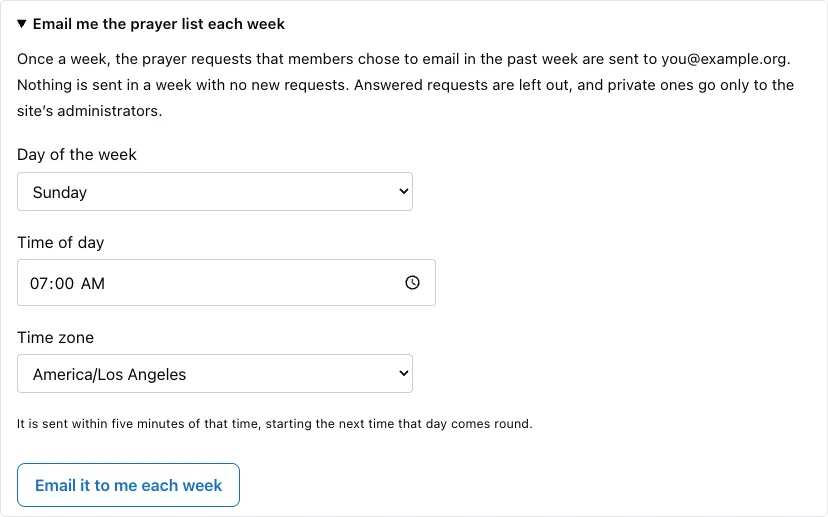 ▼ Email me the prayer list each week
Once a week, the prayer requests that members chose to email in the past week are sent to you@example.org.
Nothing is sent in a week with no new requests. Answered requests are left out, and private ones go only to the
site’s administrators.
Day of the week
Sunday
Time of day
07:00 AM
Time zone
America/Los Angeles
It is sent within five minutes of that time, starting the next time that day comes round.
Email it to me each week